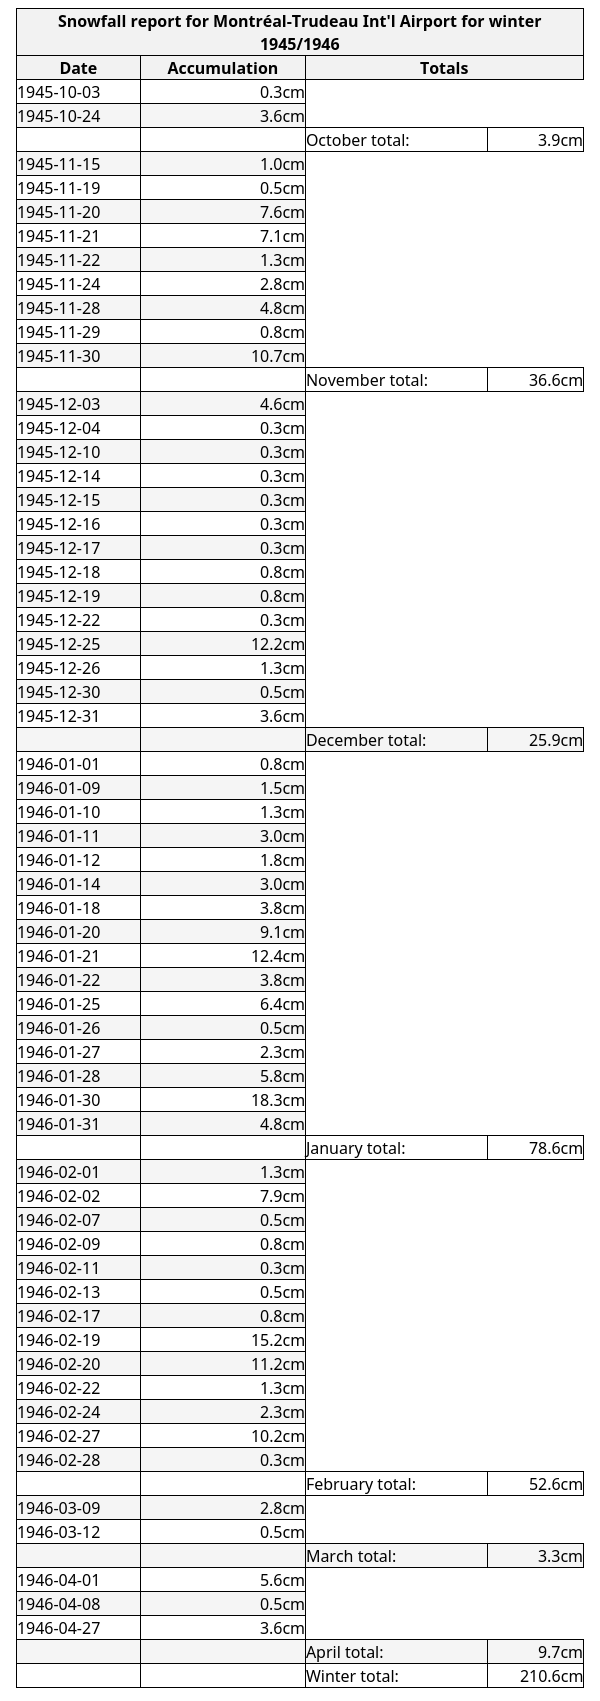 Snowfall report for Montréal-Trudeau Int'l Airport for winter
1945/1946
Date Accumulation Totals
1945-10-03 0.3cm
1945-10-24 3.6cm
October total: 3.9cm
1945-11-15 1.0cm
1945-11-19 0.5cm
1945-11-20 7.6cm
1945-11-21 7.1cm
1945-11-22 1.3cm
1945-11-24 2.8cm
1945-11-28 4.8cm
1945-11-29 0.8cm
1945-11-30 10.7cm
November total: 36.6cm
1945-12-03 4.6cm
1945-12-04 0.3cm
1945-12-10 0.3cm
1945-12-14 0.3cm
1945-12-15 0.3cm
1945-12-16 0.3cm
1945-12-17 0.3cm
1945-12-18 0.8cm
1945-12-19 0.8cm
1945-12-22 0.3cm
1945-12-25 12.2cm
1945-12-26 1.3cm
1945-12-30 0.5cm
1945-12-31 3.6cm
December total: 25.9cm
1946-01-01 0.8cm
1946-01-09 1.5cm
1946-01-10 1.3cm
1946-01-11 3.0cm
1946-01-12 1.8cm
1946-01-14 3.0cm
1946-01-18 3.8cm
1946-01-20 9.1cm
1946-01-21 12.4cm
1946-01-22 3.8cm
1946-01-25 6.4cm
1946-01-26 0.5cm
1946-01-27 2.3cm
1946-01-28 5.8cm
1946-01-30 18.3cm
1946-01-31 4.8cm
January total: 78.6cm
1946-02-01 1.3cm
1946-02-02 7.9cm
1946-02-07 0.5cm
1946-02-09 0.8cm
1946-02-11 0.3cm
1946-02-13 0.5cm
1946-02-17 0.8cm
1946-02-19 15.2cm
1946-02-20 11.2cm
1946-02-22 1.3cm
1946-02-24 2.3cm
1946-02-27 10.2cm
1946-02-28 0.3cm
February total: 52.6cm
1946-03-09 2.8cm
1946-03-12 0.5cm
March total: 3.3cm
1946-04-01 5.6cm
1946-04-08 0.5cm
1946-04-27 3.6cm
April total: 9.7cm
Winter total: 210.6cm